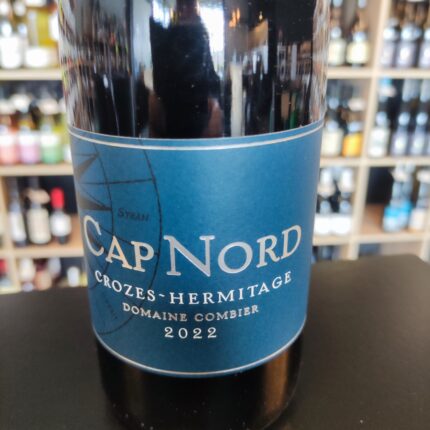 Syrah
CAP NORD
CROZES~HERMITAGE
DOMAINE COMBIER
2022